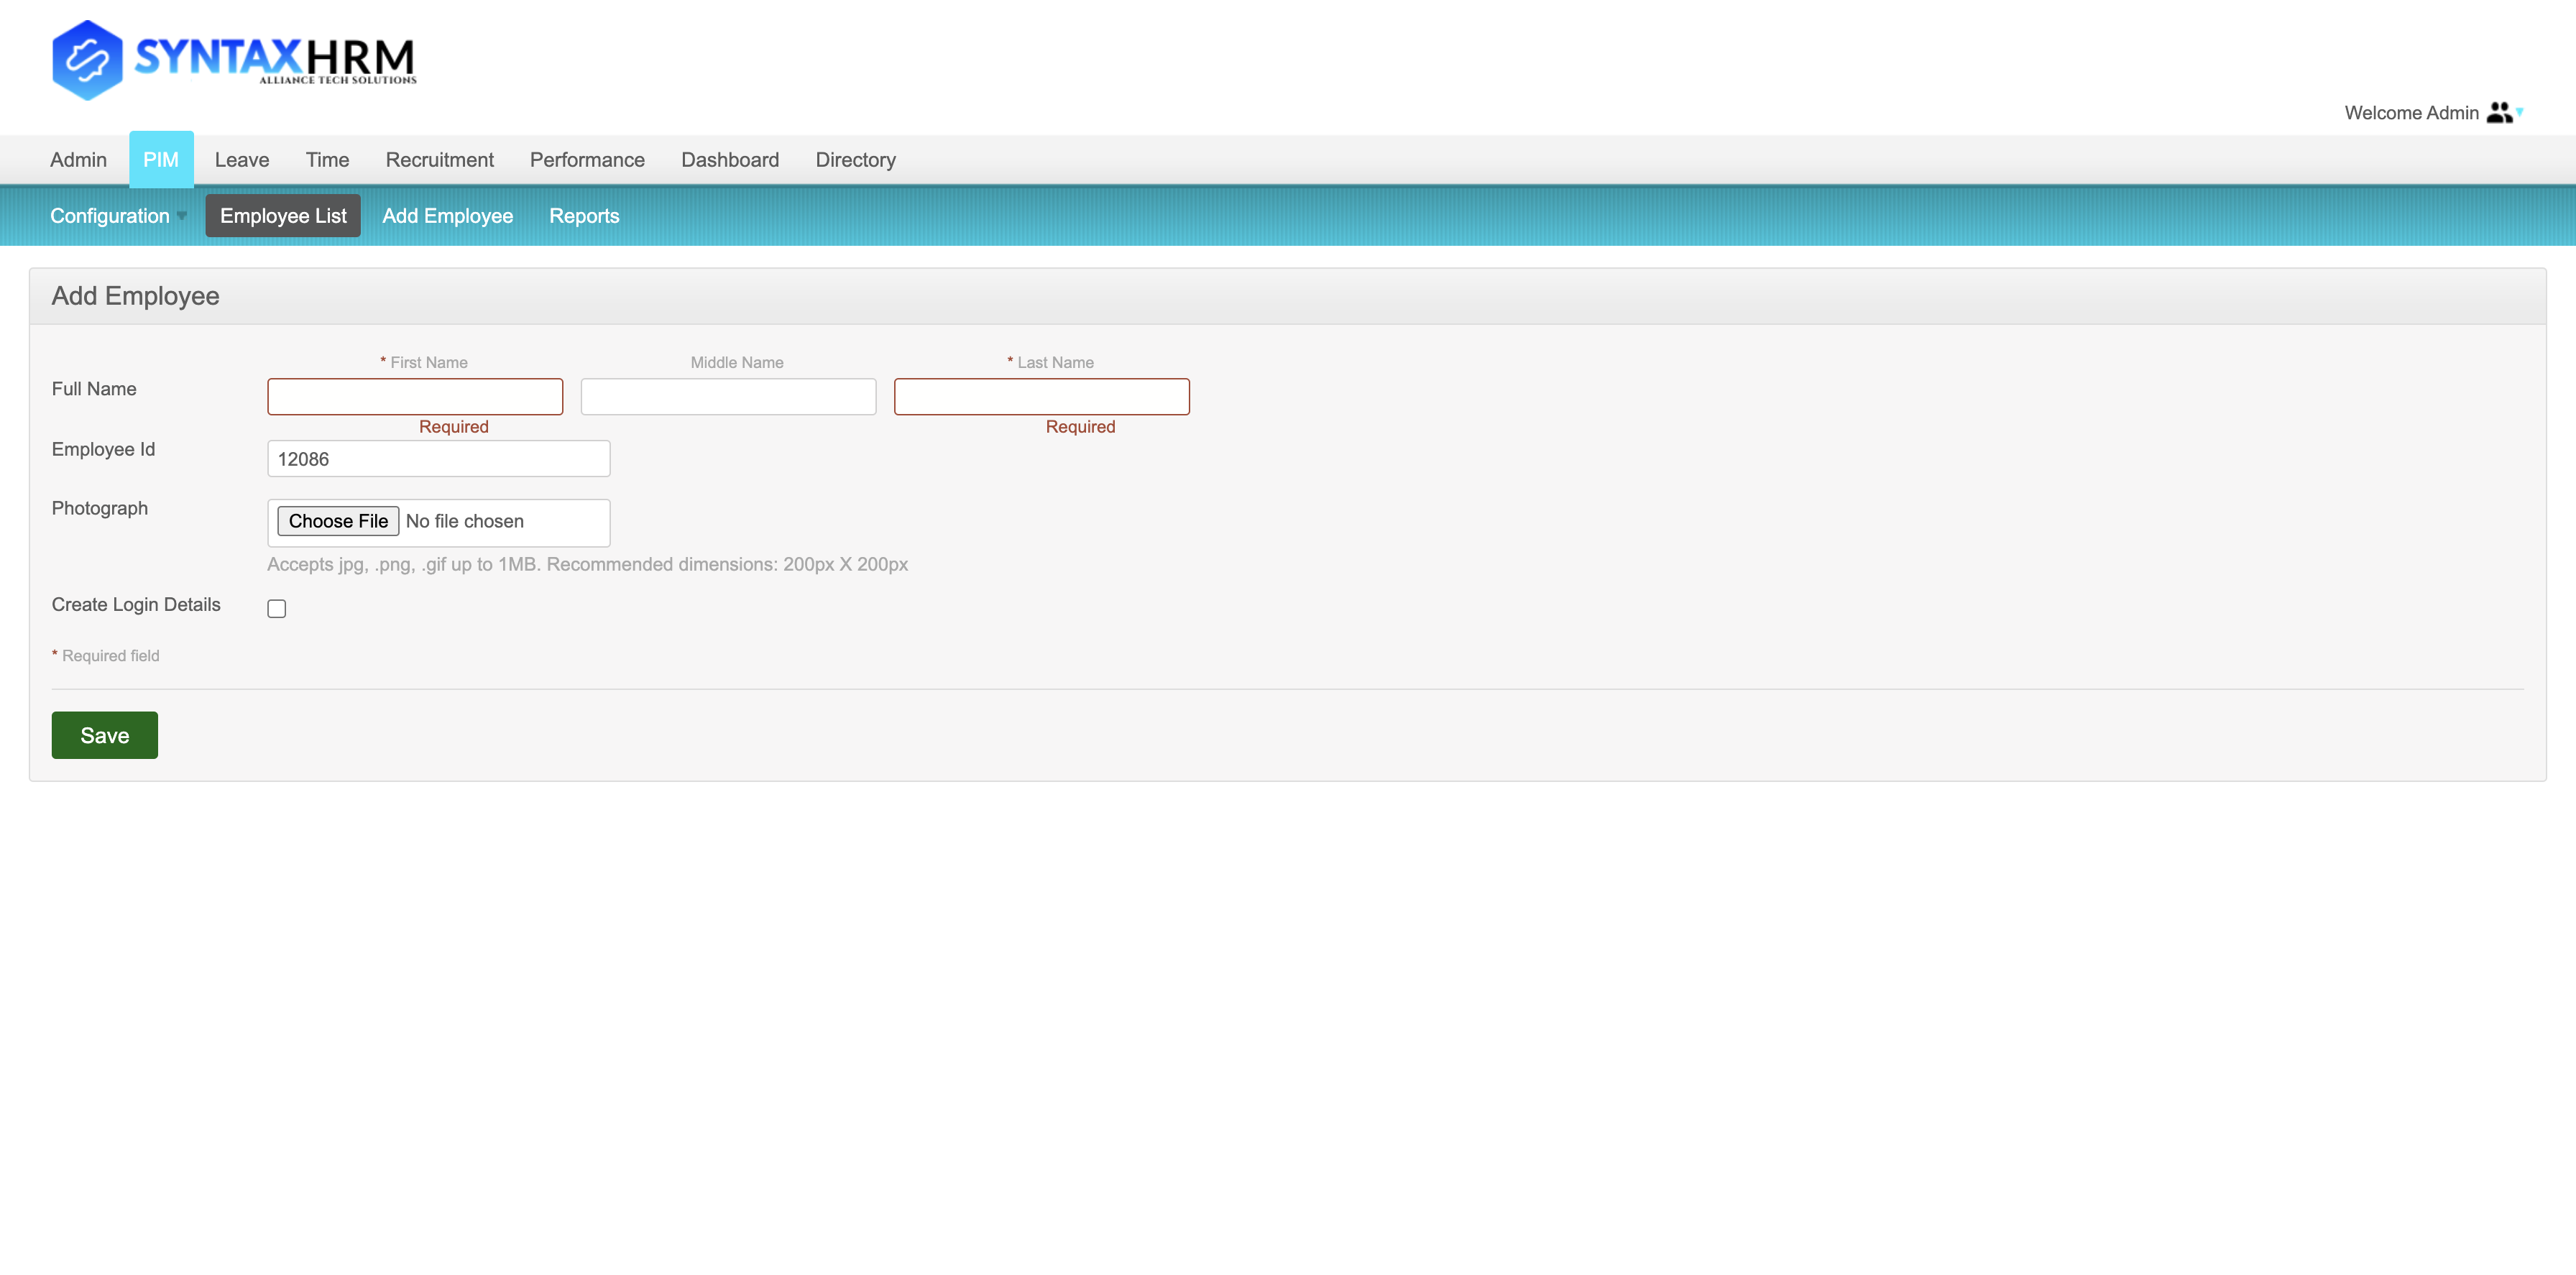 SYNTAXHRM
ALLIANCE TECH SOLUTIONS
Welcome Admin
Admin PIM Leave Time Recruitment Performance Dashboard Directory
Configuration Employee List Add Employee Reports
Add Employee
* First Name Middle Name * Last Name
Full Name
Required Required
Employee Id 12086
Photograph Choose File No file chosen
Accepts jpg, .png, .gif up to 1MB. Recommended dimensions: 200px X 200px
Create Login Details
* Required field
Save